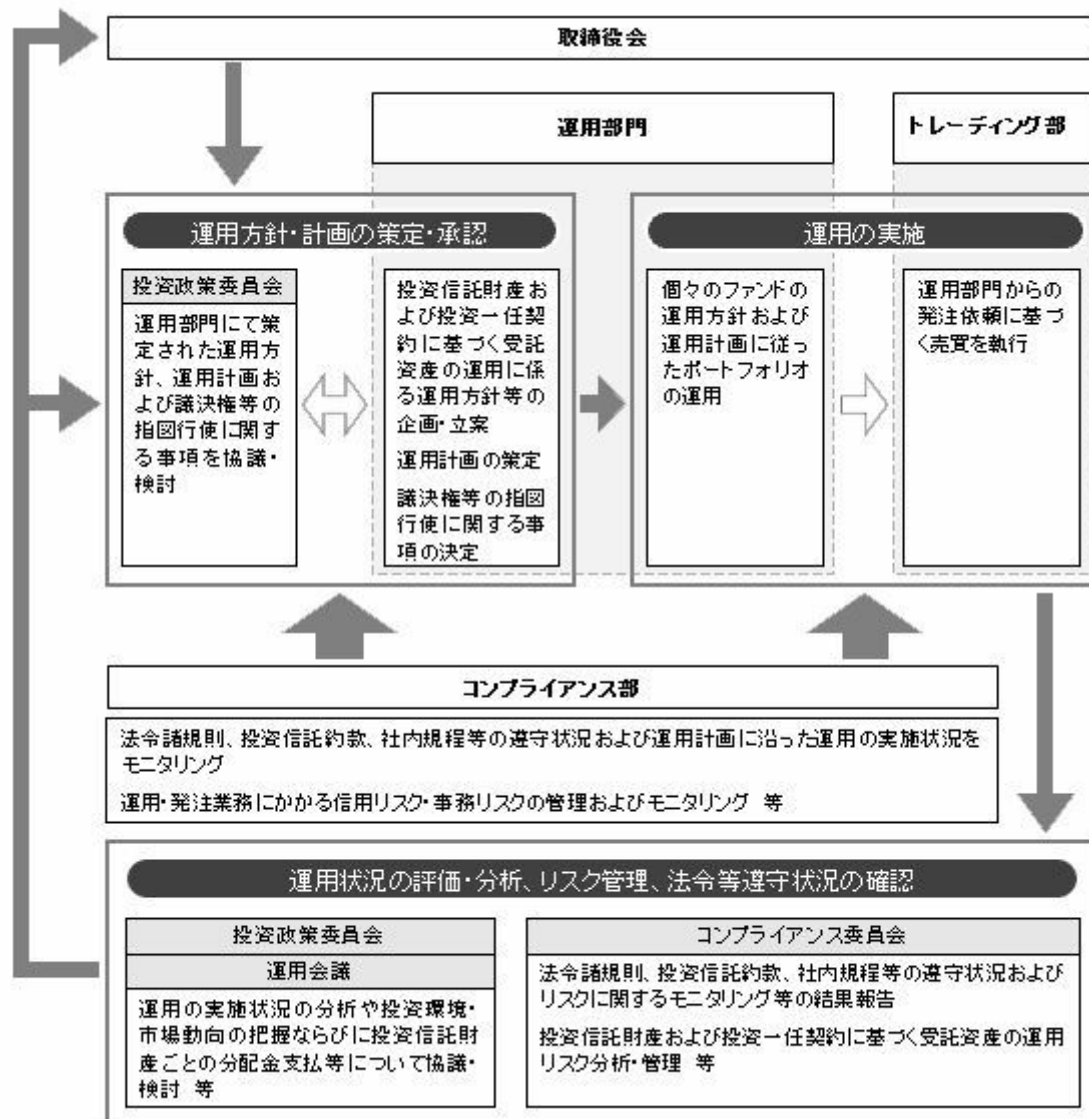 取締役会
運用部門
トレーディング部
運用方針・計画の策定・承認
投資政策委員会
運用部門にて策
定された運用方
針、運用計画お
よび議決権等の
指図行使に関す
る事項を協議・
検討
投資信託財産お
よび投資一任契
約に基づく受託
資産の運用に係
る運用方針等の
企画・立案
運用計画の策定
議決権等の指図
行使に関する事
項の決定
運用の実施
個々のファンドの
運用方針および
運用計画に従っ
たポートフォリオ
の運用
運用部門からの
発注依頼に基づ
く売買を執行
コンプライアンス部
法令諸規則、投資信託約款、社内規程等の遵守状況および運用計画に沿った運用の実施状況を
モニタリング
運用・発注業務にかかる信用リスク・事務リスクの管理およびモニタリング 等
運用状況の評価・分析、リスク管理、法令等遵守状況の確認
投資政策委員会
運用会議
運用の実施状況の分析や投資環境・
市場動向の把握ならびに投資信託財
産ごとの分配金支払等について協議・
検討 等
コンプライアンス委員会
法令諸規則、投資信託約款、社内規程等の遵守状況および
リスクに関するモニタリング等の結果報告
投資信託財産および投資一任契約に基づく受託資産の運用
リスク分析・管理 等